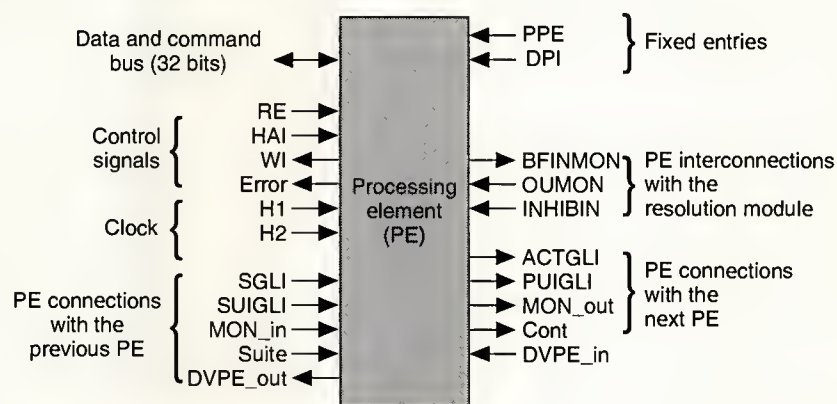 Data and command
bus (32 bits)
Control
signals
RE
HAI
WI
Error
Clock
H1
H2
PE connections
with the
previous PE
SGLI
SUIGLI
MON_in
Suite
DVPE_out
Processing
element
(PE)
PPE
DPI
Fixed entries
BFINMON
OUMON
INHIBIN
PE interconnections
with the
resolution module
ACTGLI
PUIGLI
MON_out
Cont
DVPE_in
PE connections
with the
next PE